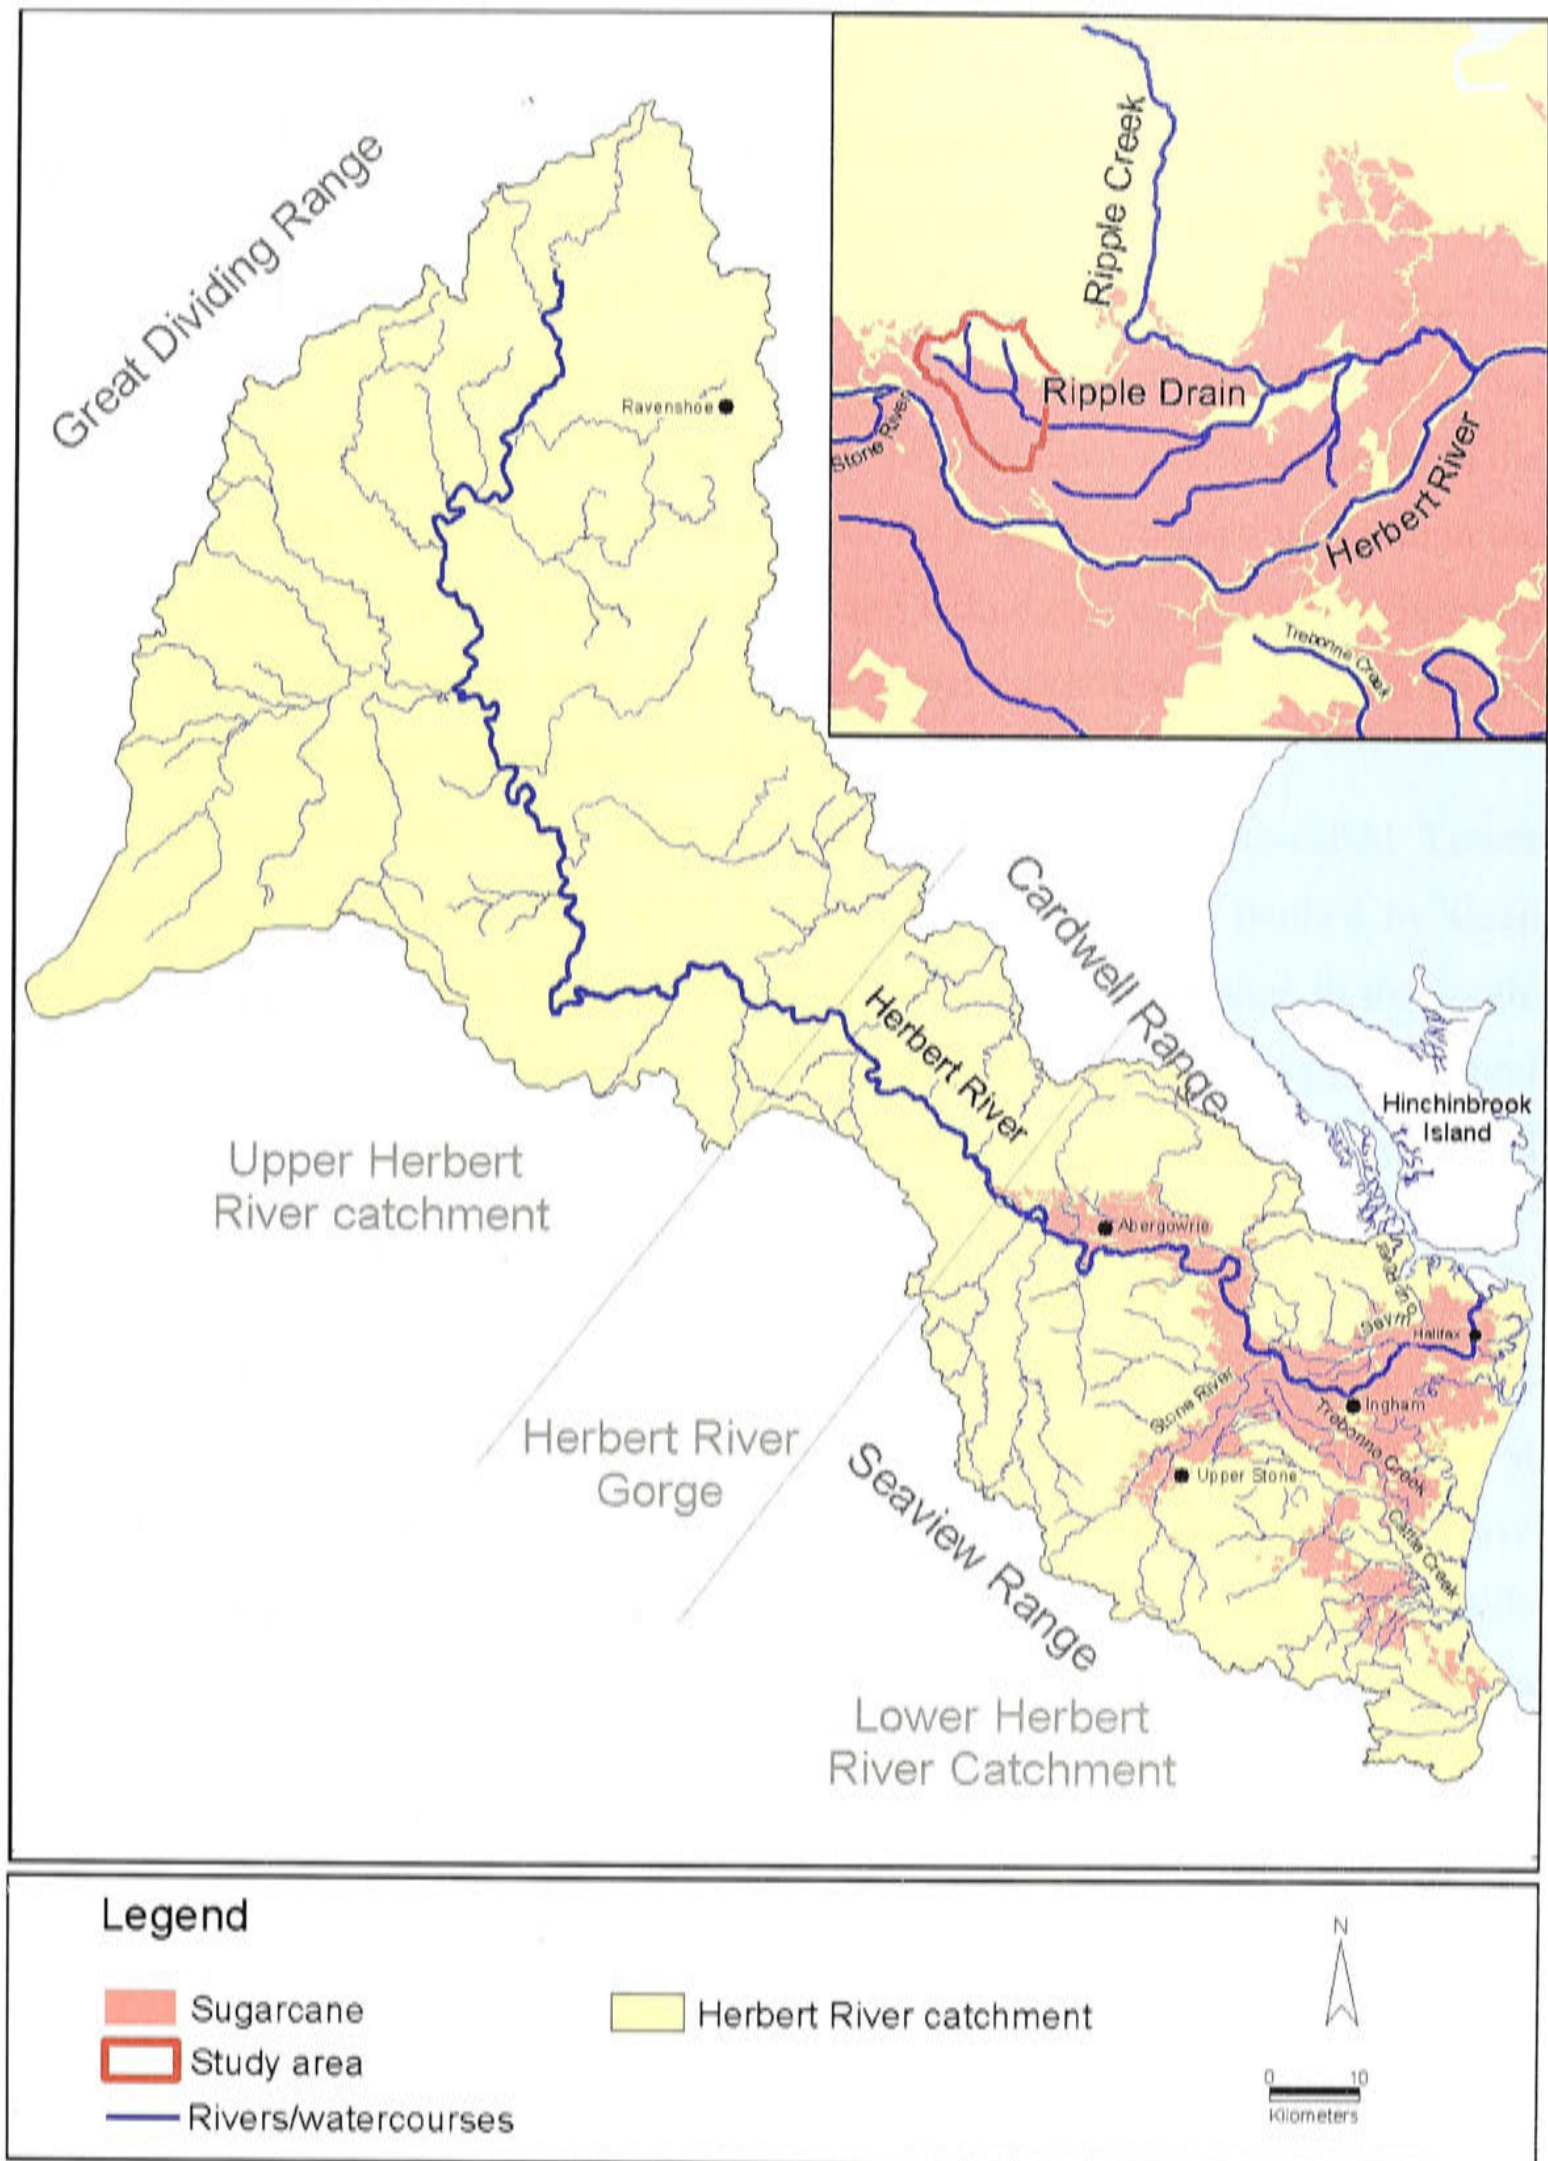 Great Dividing Range
Ravenshoe
Ripple Creek
Ripple Drain
Stone River
Herbert River
Trebonne Creek
Cardwell Range
Herbert River
Hinchinbrook
Island
Upper Herbert
River catchment
Abergowrie
Halifax
Stone River
Ingham
Trebonne Creek
Upper Stone
Herbert River
Gorge
Seaview Range
Cattle Creek
Lower Herbert
River Catchment
Legend
Sugarcane
Study area
Rivers/watercourses
Herbert River catchment
N
0 10
Kilometers